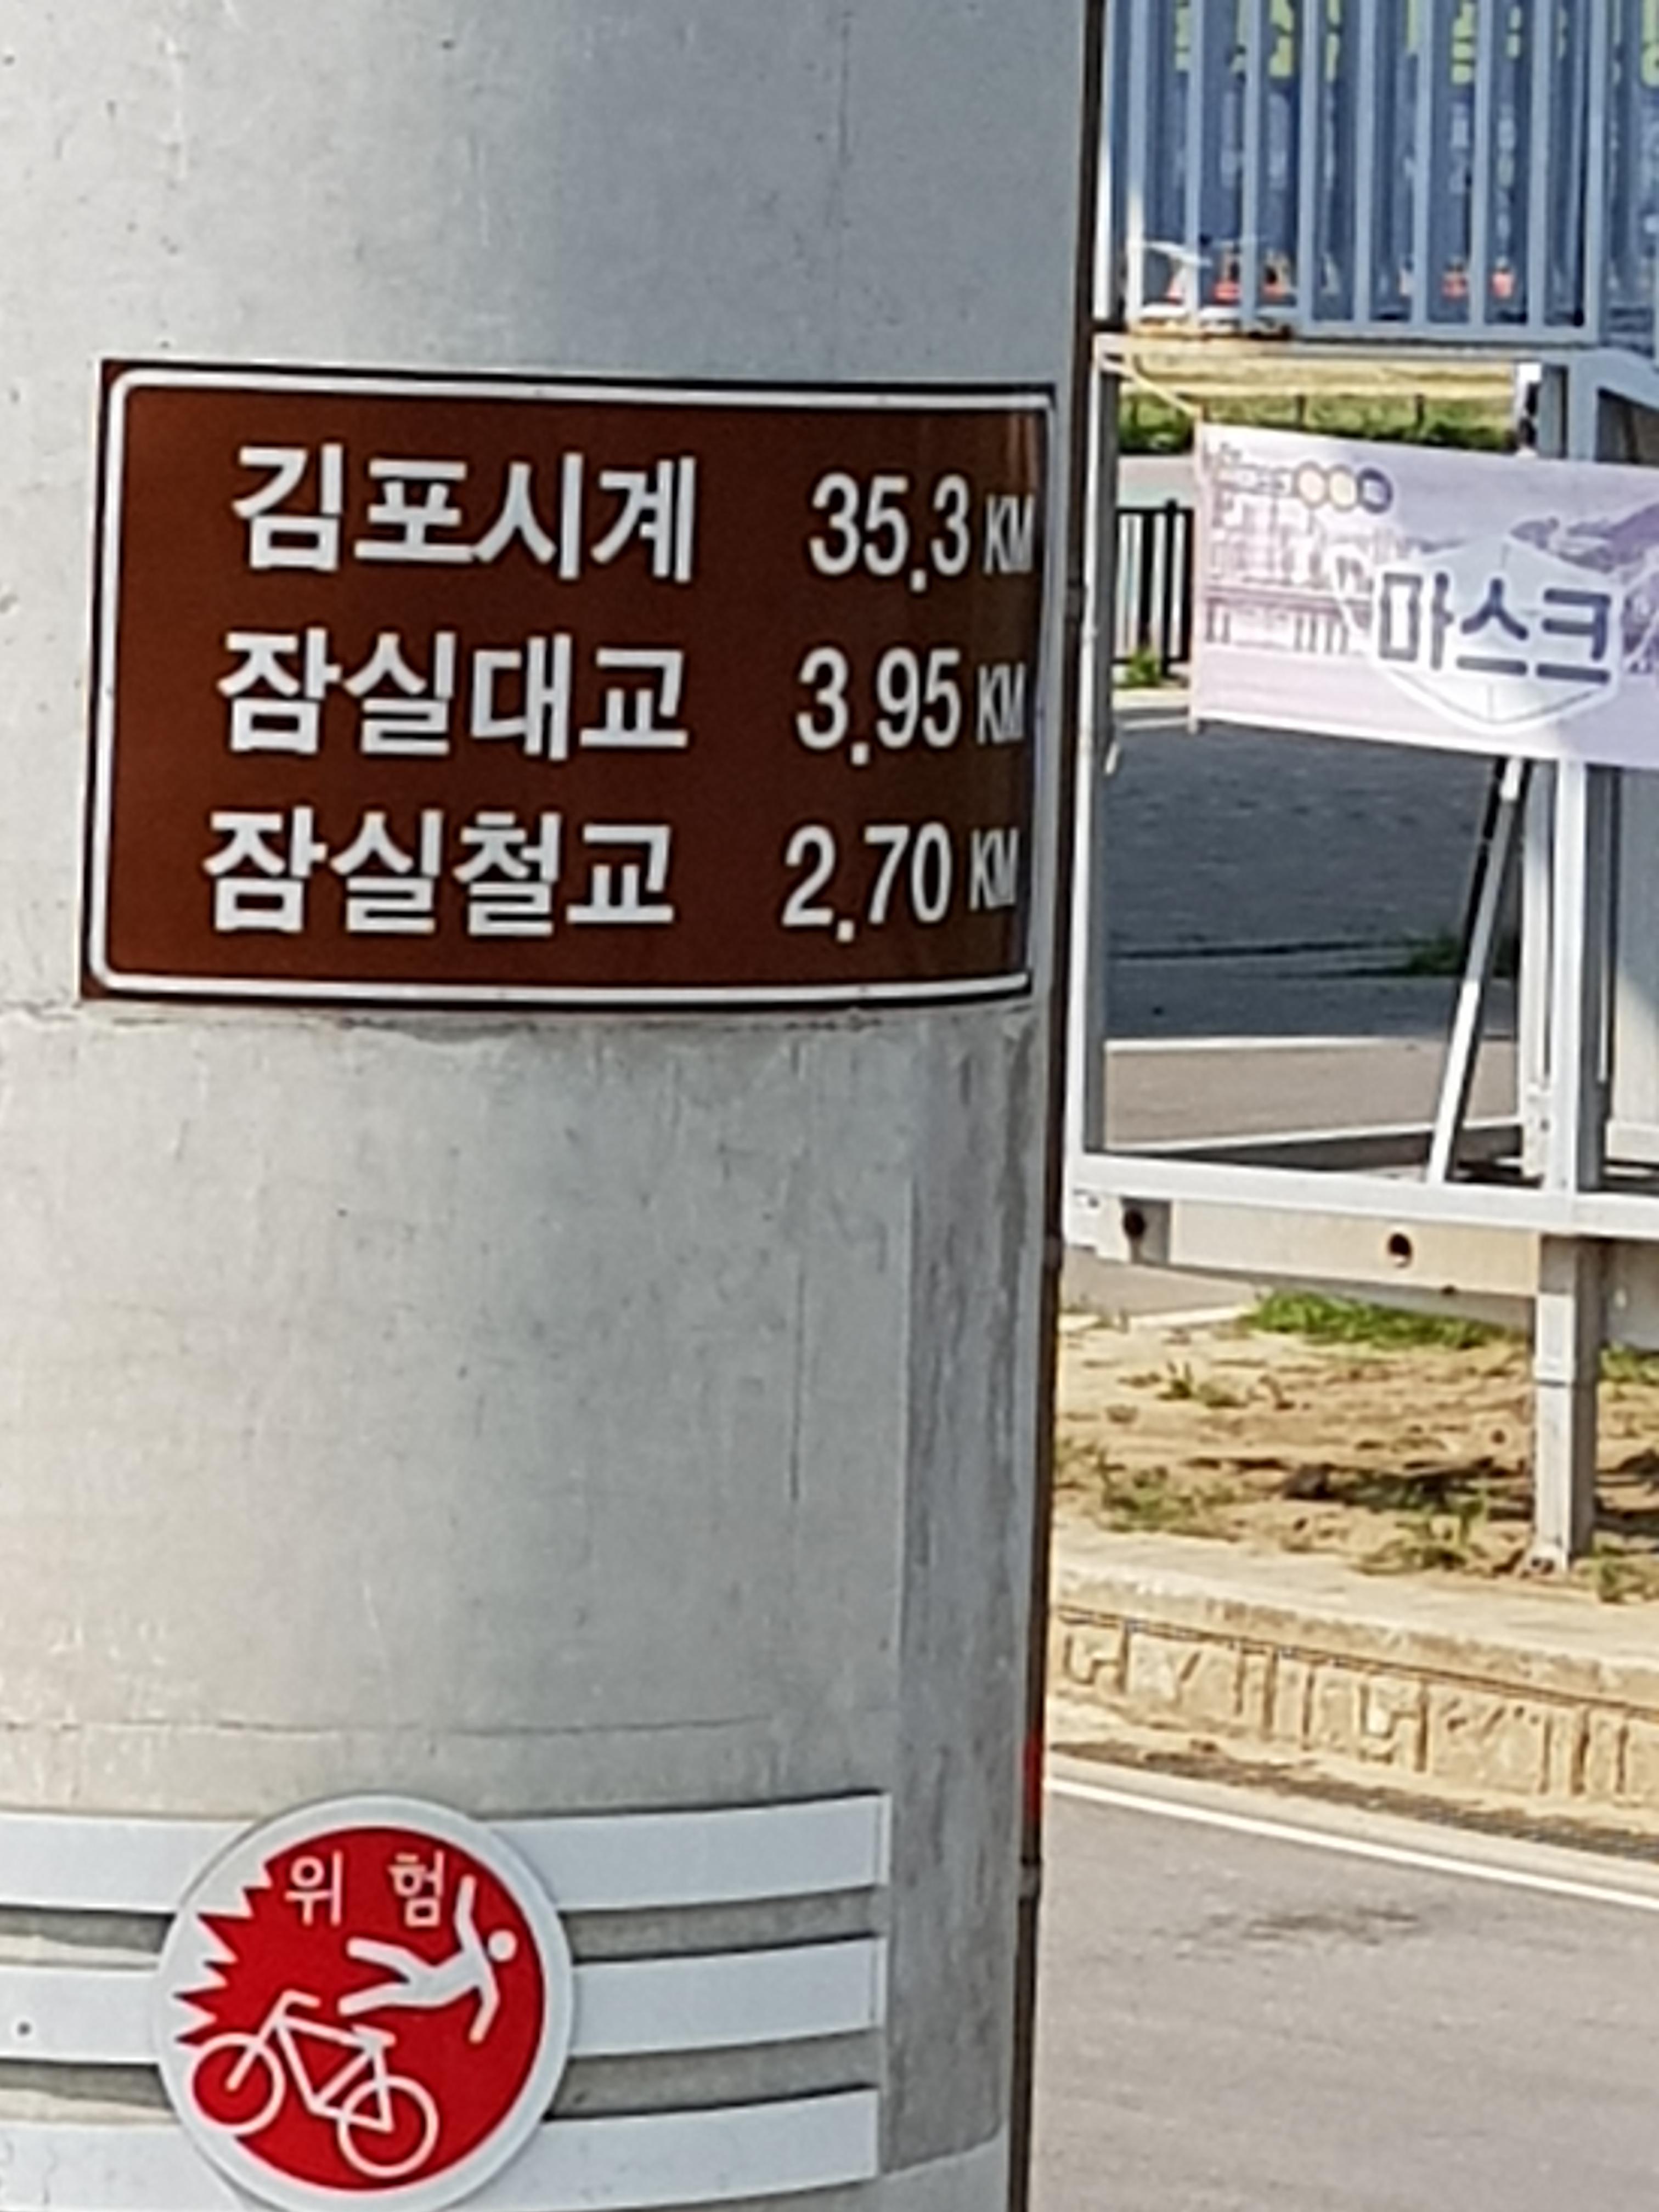 김포시계 35.3 KM
잠실대교 3.95 KM
잠실철교 2.70 KM
마스크
위 험